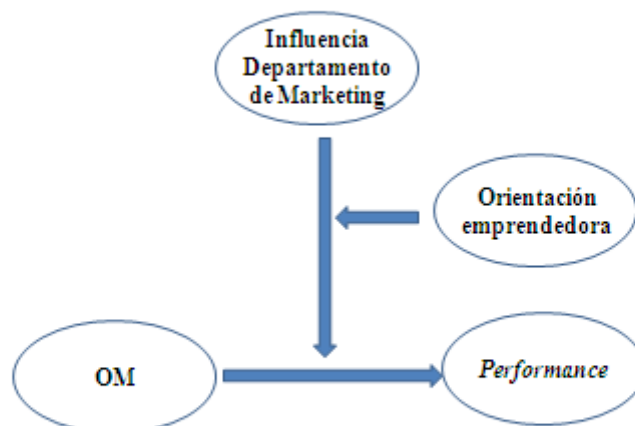 Influencia
Departamento
de Marketing
Orientación
emprendedora
OM
Performance